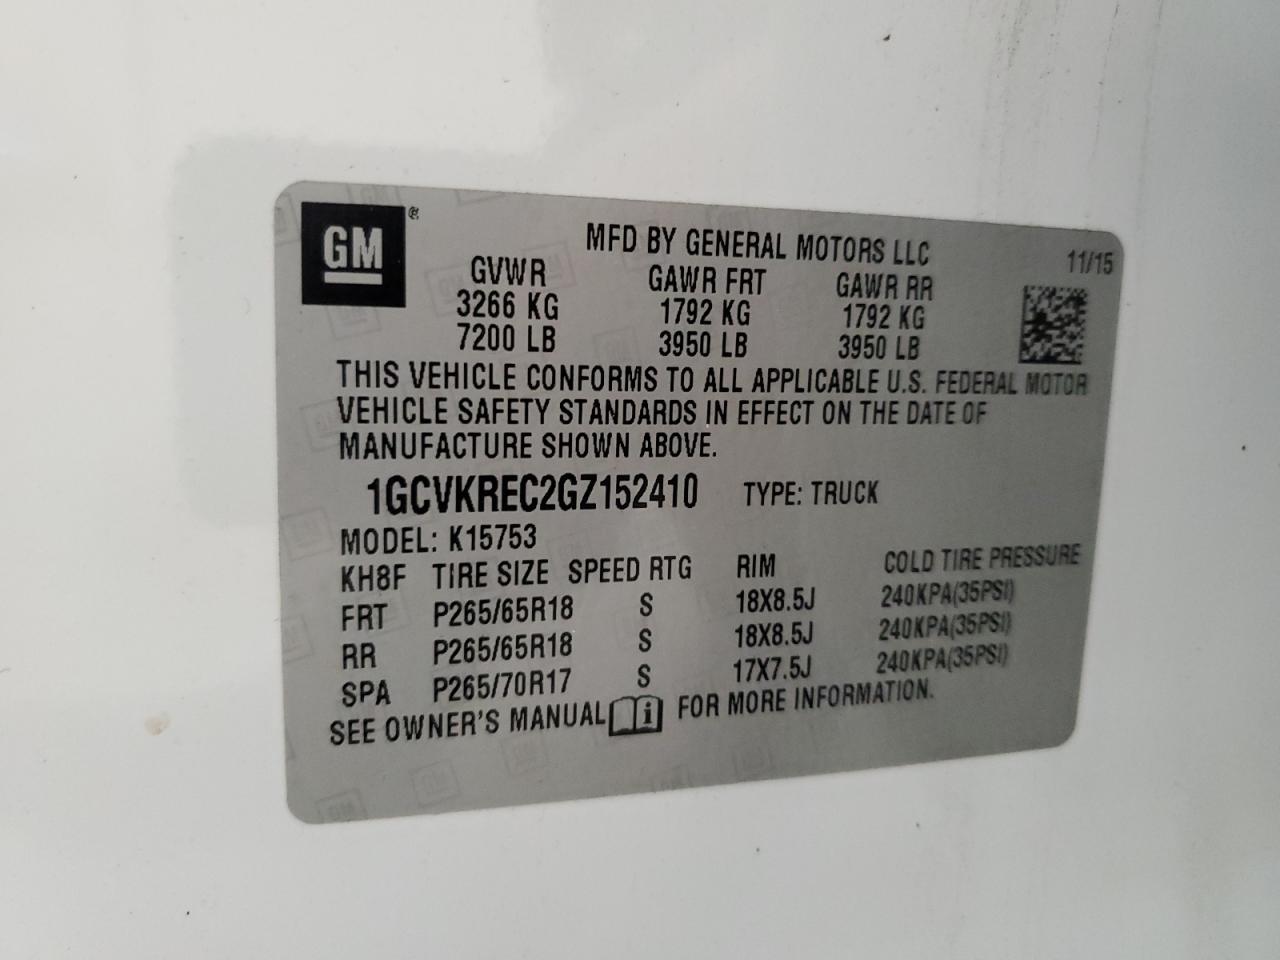 GM®
MFD BY GENERAL MOTORS LLC
11/15
GVWR GAWR FRT GAWR RR
3266 KG 1792 KG 1792 KG
7200 LB 3950 LB 3950 LB
THIS VEHICLE CONFORMS TO ALL APPLICABLE U.S. FEDERAL MOTOR
VEHICLE SAFETY STANDARDS IN EFFECT ON THE DATE OF
MANUFACTURE SHOWN ABOVE.
1GCVKREC2GZ152410 TYPE: TRUCK
MODEL: K15753
KH8F TIRE SIZE SPEED RTG RIM COLD TIRE PRESSURE
FRT P265/65R18 S 18X8.5J 240KPA(35PSI)
RR P265/65R18 S 18X8.5J 240KPA(35PSI)
SPA P265/70R17 S 17X7.5J 240KPA(35PSI)
SEE OWNER'S MANUAL i FOR MORE INFORMATION.